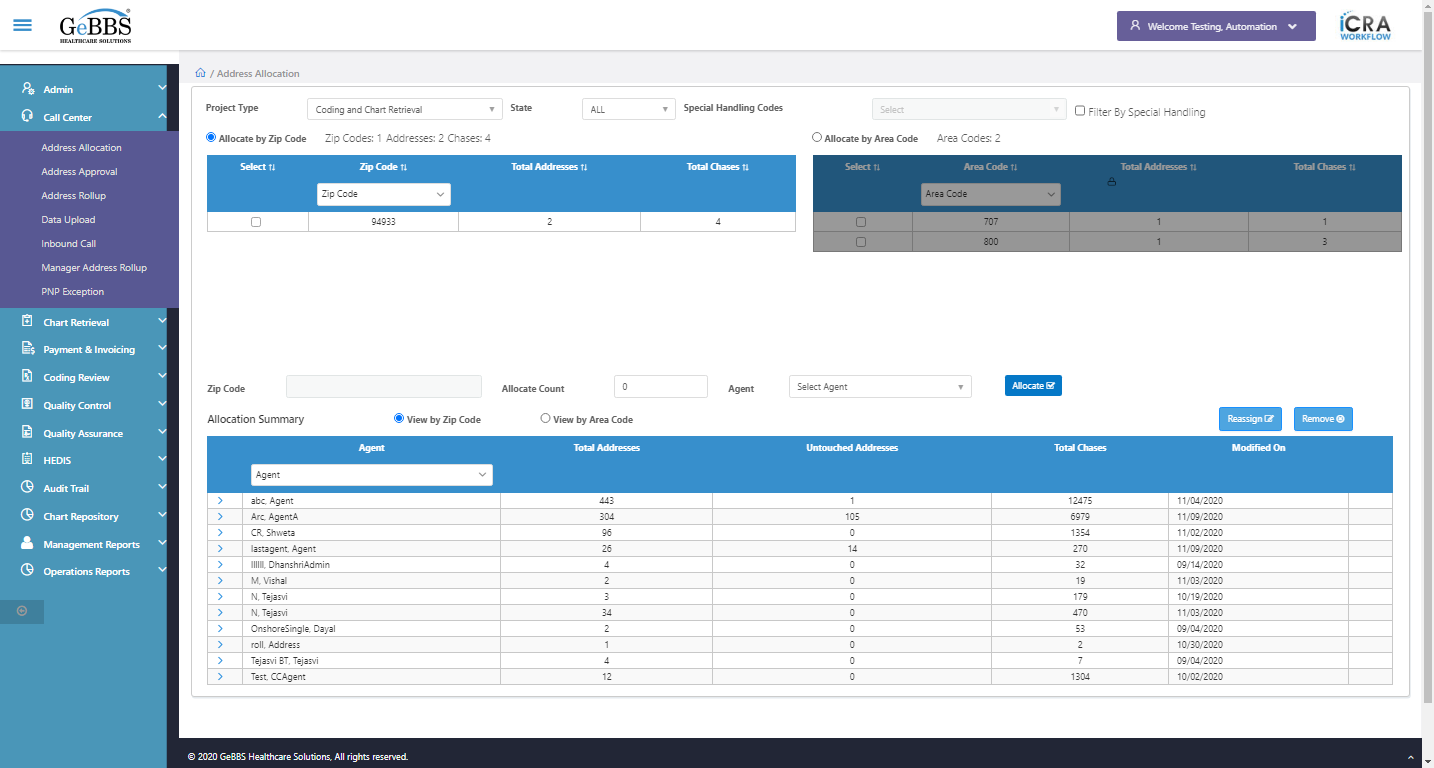 GeBBS
HEALTHCARE SOLUTIONS
Welcome Testing, Automation
iCRA
WORKFLOW
Admin
Call Center
Address Allocation
Address Approval
Address Rollup
Data Upload
Inbound Call
Manager Address Rollup
PNP Exception
Chart Retrieval
Payment & Invoicing
Coding Review
Quality Control
Quality Assurance
HEDIS
Audit Trail
Chart Repository
Management Reports
Operations Reports
/ Address Allocation
Project Type Coding and Chart Retrieval State ALL Special Handling Codes Select Filter By Special Handling
Allocate by Zip Code Zip Codes: 1 Addresses: 2 Chases: 4
Select Zip Code Total Addresses Total Chases
Zip Code
94933 2 4
Allocate by Area Code Area Codes: 2
Select Area Code Total Addresses Total Chases
Area Code
707 1 1
800 1 3
Zip Code Allocate Count 0 Agent Select Agent Allocate
Allocation Summary View by Zip Code View by Area Code Reassign Remove
Agent Total Addresses Untouched Addresses Total Chases Modified On
Agent
abc, Agent 443 1 12475 11/04/2020
Arc, AgentA 304 105 6979 11/09/2020
CR, Shweta 96 0 1354 11/02/2020
lastagent, Agent 26 14 270 11/09/2020
DhanshriAdmin 4 0 32 09/14/2020
M, Vishal 2 0 19 11/03/2020
N, Tejasvi 3 0 179 10/19/2020
N, Tejasvi 34 0 470 11/03/2020
OnshoreSingle, Dayal 2 0 53 09/04/2020
roll, Address 1 0 2 10/30/2020
Tejasvi BT, Tejasvi 4 0 7 09/04/2020
Test, CCAgent 12 0 1304 10/02/2020
© 2020 GeBBS Healthcare Solutions, All rights reserved.